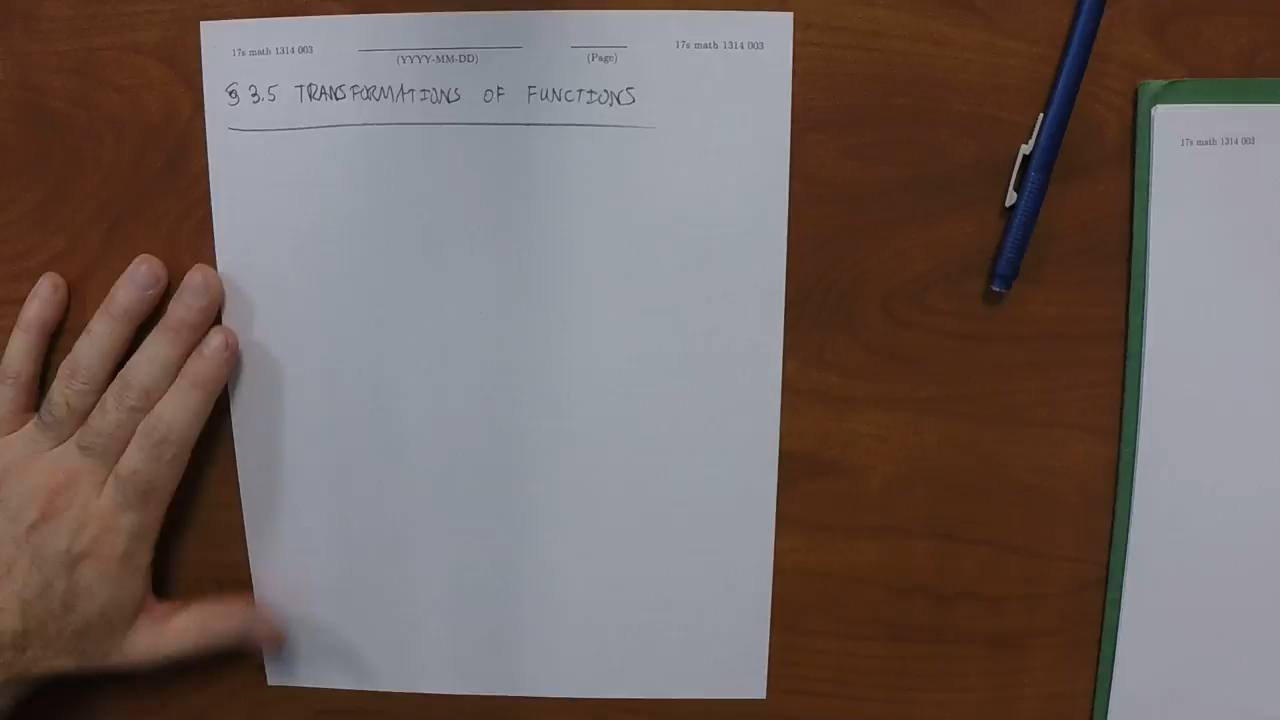 17s math 1314 003
(YYYY-MM-DD)
(Page)
17s math 1314 003
§ 3.5 TRANSFORMATIONS OF FUNCTIONS
17s math 1314 003